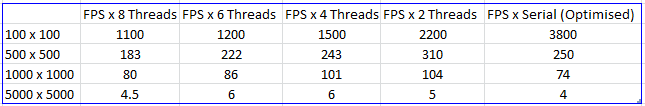 FPS x 8 Threads FPS x 6 Threads FPS x 4 Threads FPS x 2 Threads FPS x Serial (Optimised)
100 x 100 1100 1200 1500 2200 3800
500 x 500 183 222 243 310 250
1000 x 1000 80 86 101 104 74
5000 x 5000 4.5 6 6 5 4